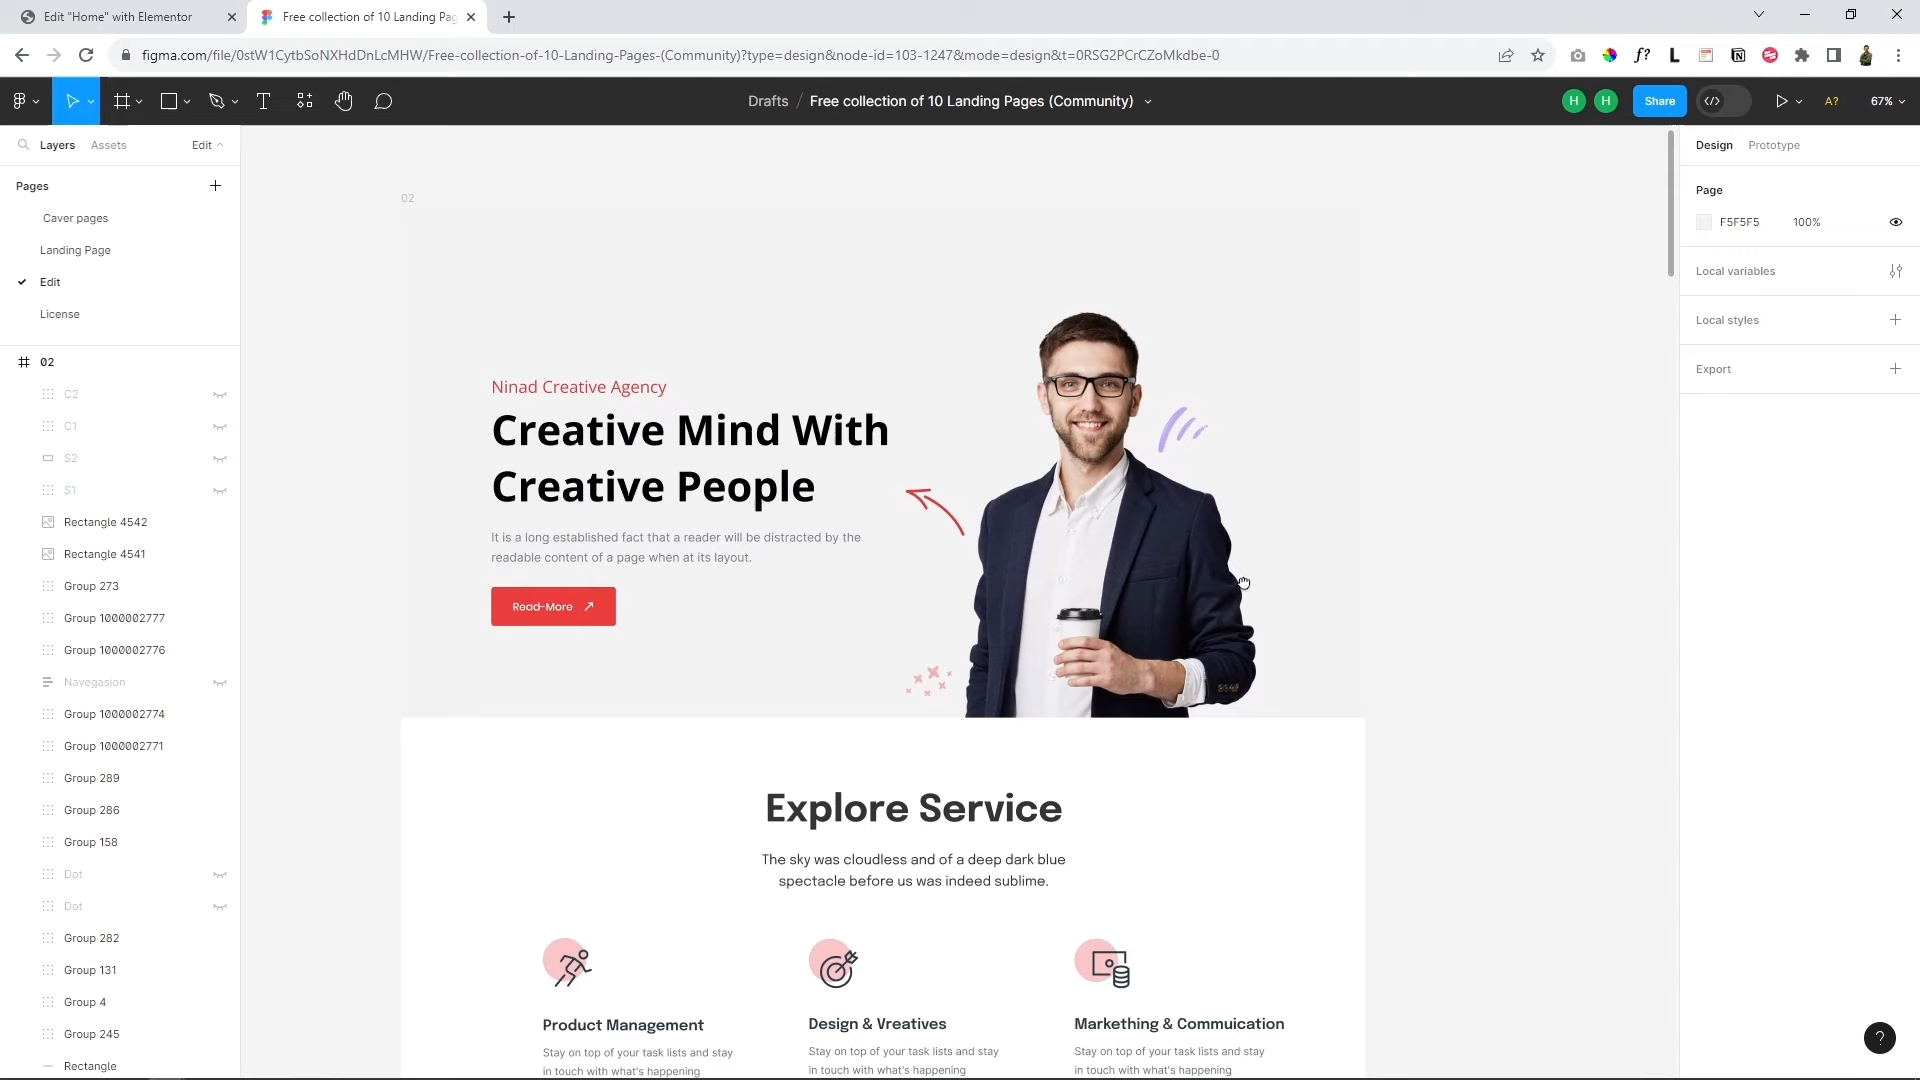 Edit "Home" with Elementor
Free collection of 10 Landing Pag
figma.com/file/0stW1CytbSoNXHdDnLcMHW/Free-collection-of-10-Landing-Pages-(Community)?type=design&node-id=103-1247&mode=design&t=0RSG2PCrCZoMkdbe-0
f?
L
Drafts / Free collection of 10 Landing Pages (Community)
H
H
Share
A?
67%
Layers
Assets
Edit
Pages
Caver pages
Landing Page
Edit
License
02
C2
C1
S2
S1
Rectangle 4542
Rectangle 4541
Group 273
Group 1000002777
Group 1000002776
Navegasion
Group 1000002774
Group 1000002771
Group 289
Group 286
Group 158
Dot
Dot
Group 282
Group 131
Group 4
Group 245
Rectangle
02
Ninad Creative Agency
Creative Mind With
Creative People
It is a long established fact that a reader will be distracted by the
readable content of a page when at its layout.
Read-More
Explore Service
The sky was cloudless and of a deep dark blue
spectacle before us was indeed sublime.
Product Management
Stay on top of your task lists and stay
in touch with what's happening
Design & Vreatives
Stay on top of your task lists and stay
in touch with what's happening
Markething & Commuication
Stay on top of your task lists and stay
in touch with what's happening
Design
Prototype
Page
F5F5F5
100%
Local variables
Local styles
Export
?